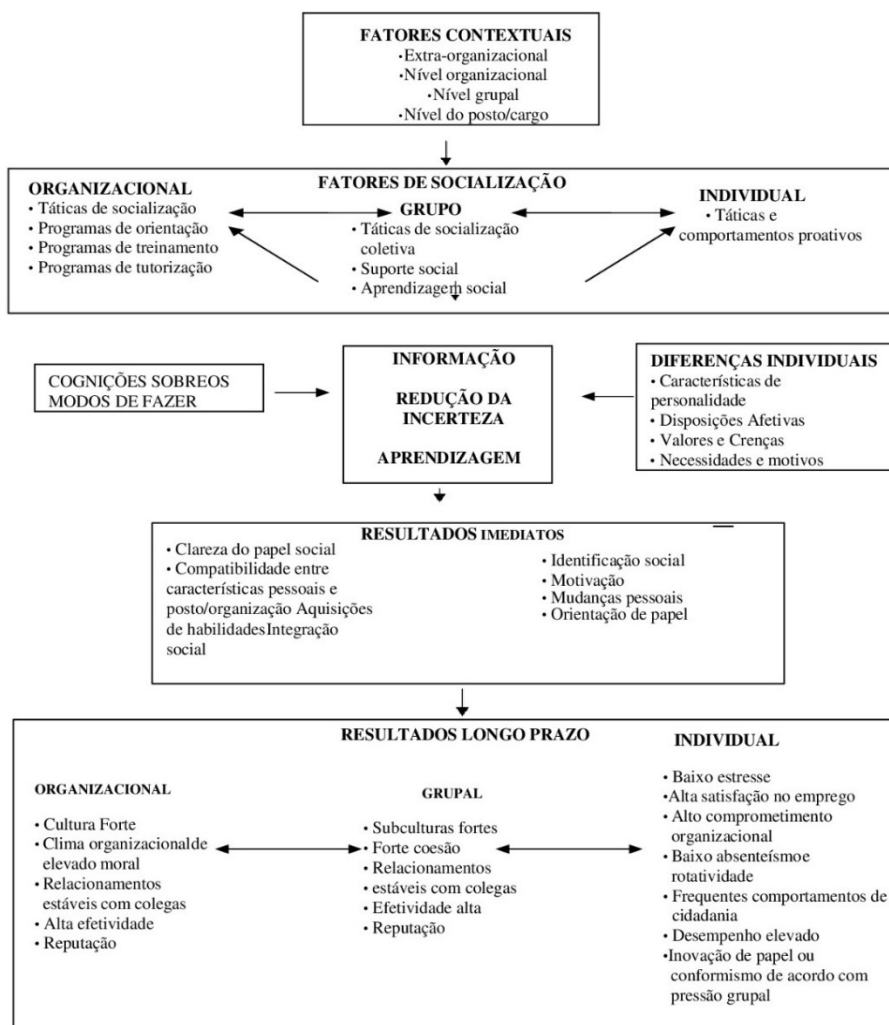 FATORES CONTEXTUAIS
•Extra-organizacional
•Nível organizacional
•Nível grupal
•Nível do posto/cargo
FATORES DE SOCIALIZAÇÃO
ORGANIZACIONAL
• Táticas de socialização
• Programas de orientação
• Programas de treinamento
• Programas de tutorização
GRUPO
• Táticas de socialização
coletiva
• Suporte social
• Aprendizagem social
INDIVIDUAL
• Táticas e
comportamentos proativos
COGNIÇÕES SOBREOS
MODOS DE FAZER
INFORMAÇÃO
REDUÇÃO DA
INCERTEZA
APRENDIZAGEM
DIFERENÇAS INDIVIDUAIS
• Características de
personalidade
• Disposições Afetivas
• Valores e Crenças
• Necessidades e motivos
RESULTADOS IMEDIATOS
• Clareza do papel social
• Compatibilidade entre
características pessoais e
posto/organização Aquisições
de habilidadesIntegração
social
• Identificação social
• Motivação
• Mudanças pessoais
• Orientação de papel
RESULTADOS LONGO PRAZO
ORGANIZACIONAL
• Cultura Forte
• Clima organizacionalde
elevado moral
• Relacionamentos
estáveis com colegas
• Alta efetividade
• Reputação
GRUPAL
• Subculturas fortes
• Forte coesão
• Relacionamentos
estáveis com colegas
• Efetividade alta
• Reputação
INDIVIDUAL
• Baixo estresse
•Alta satisfação no emprego
• Alto comprometimento
organizacional
• Baixo absenteísmoe
rotatividade
• Frequentes comportamentos de
cidadania
• Desempenho elevado
•Inovação de papel ou
conformismo de acordo com
pressão grupal